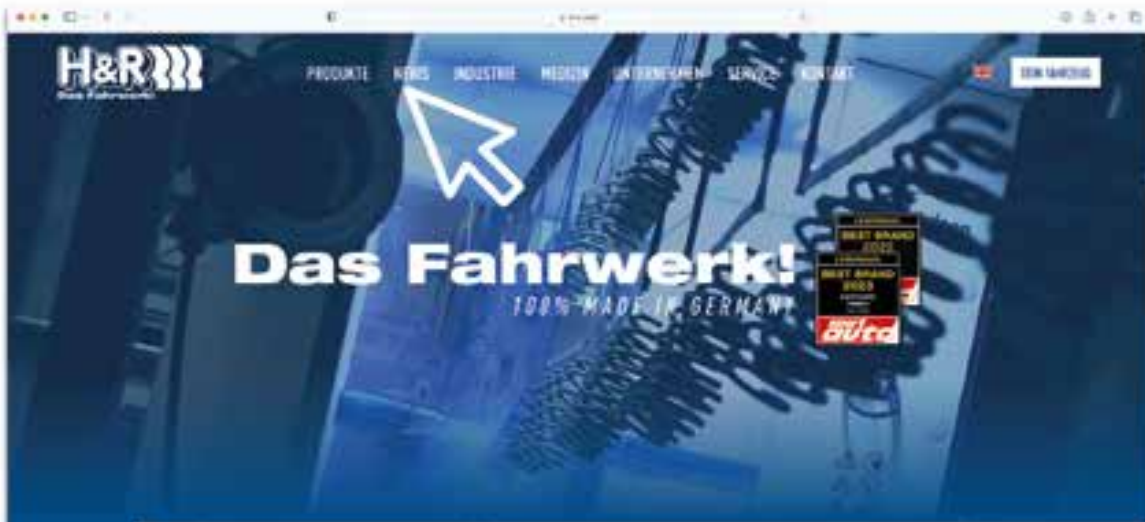 H&R
Das Fahrwerk!
PRODUKTE NEWS INDUSTRIE MEDIZIN UNTERNEHMEN SERVICE KONTAKT
DEIN FAHRZEUG
Das Fahrwerk!
100% MADE IN GERMANY
BEST BRAND
BEST BRAND
2023
sport auto